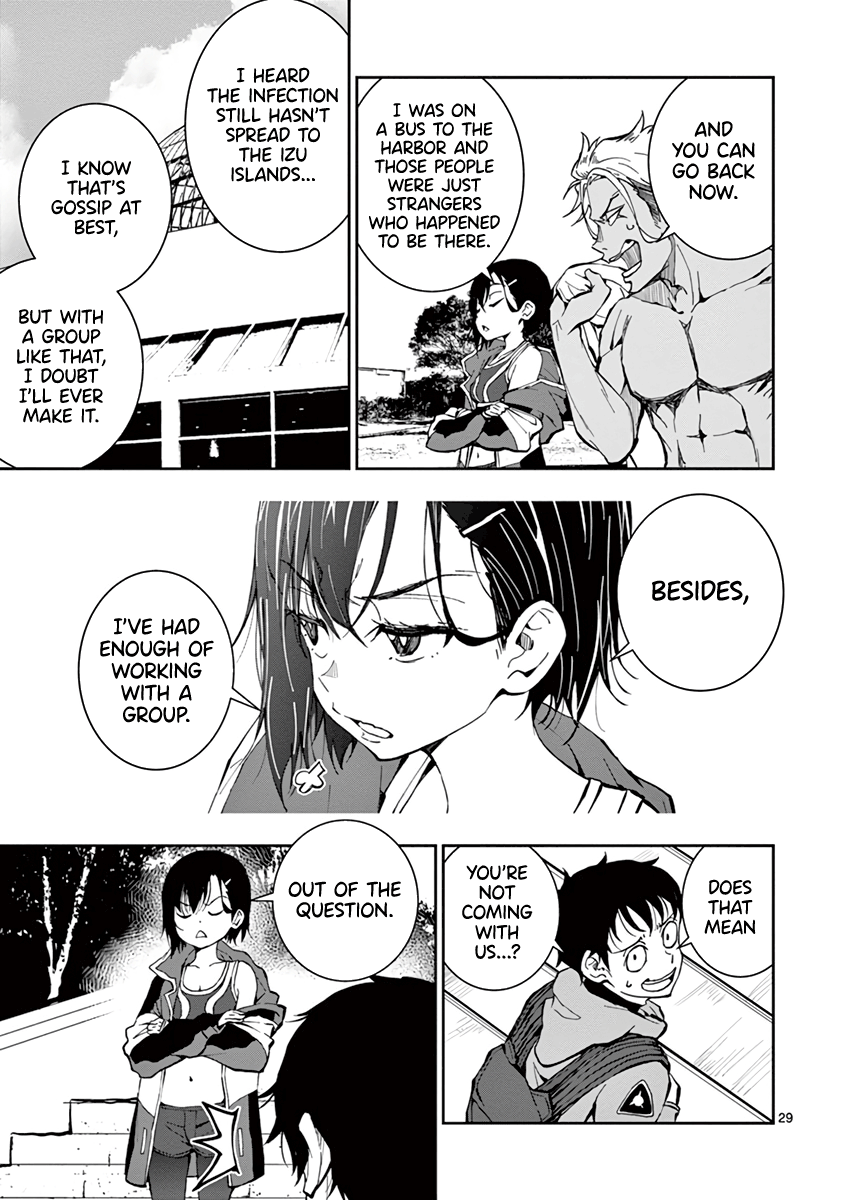 AND
YOU CAN
GO BACK
NOW.
I WAS ON
A BUS TO THE
HARBOR AND
THOSE PEOPLE
WERE JUST
STRANGERS
WHO HAPPENED
TO BE THERE.
I HEARD
THE INFECTION
STILL HASN'T
SPREAD TO
THE IZU
ISLANDS...
I KNOW
THAT'S
GOSSIP AT
BEST,
BUT WITH
A GROUP
LIKE THAT,
I DOUBT
I'LL EVER
MAKE IT.
BESIDES,
I'VE HAD
ENOUGH OF
WORKING
WITH A
GROUP.
DOES
THAT
MEAN
YOU'RE
NOT
COMING
WITH
US...?
OUT OF THE
QUESTION.
29